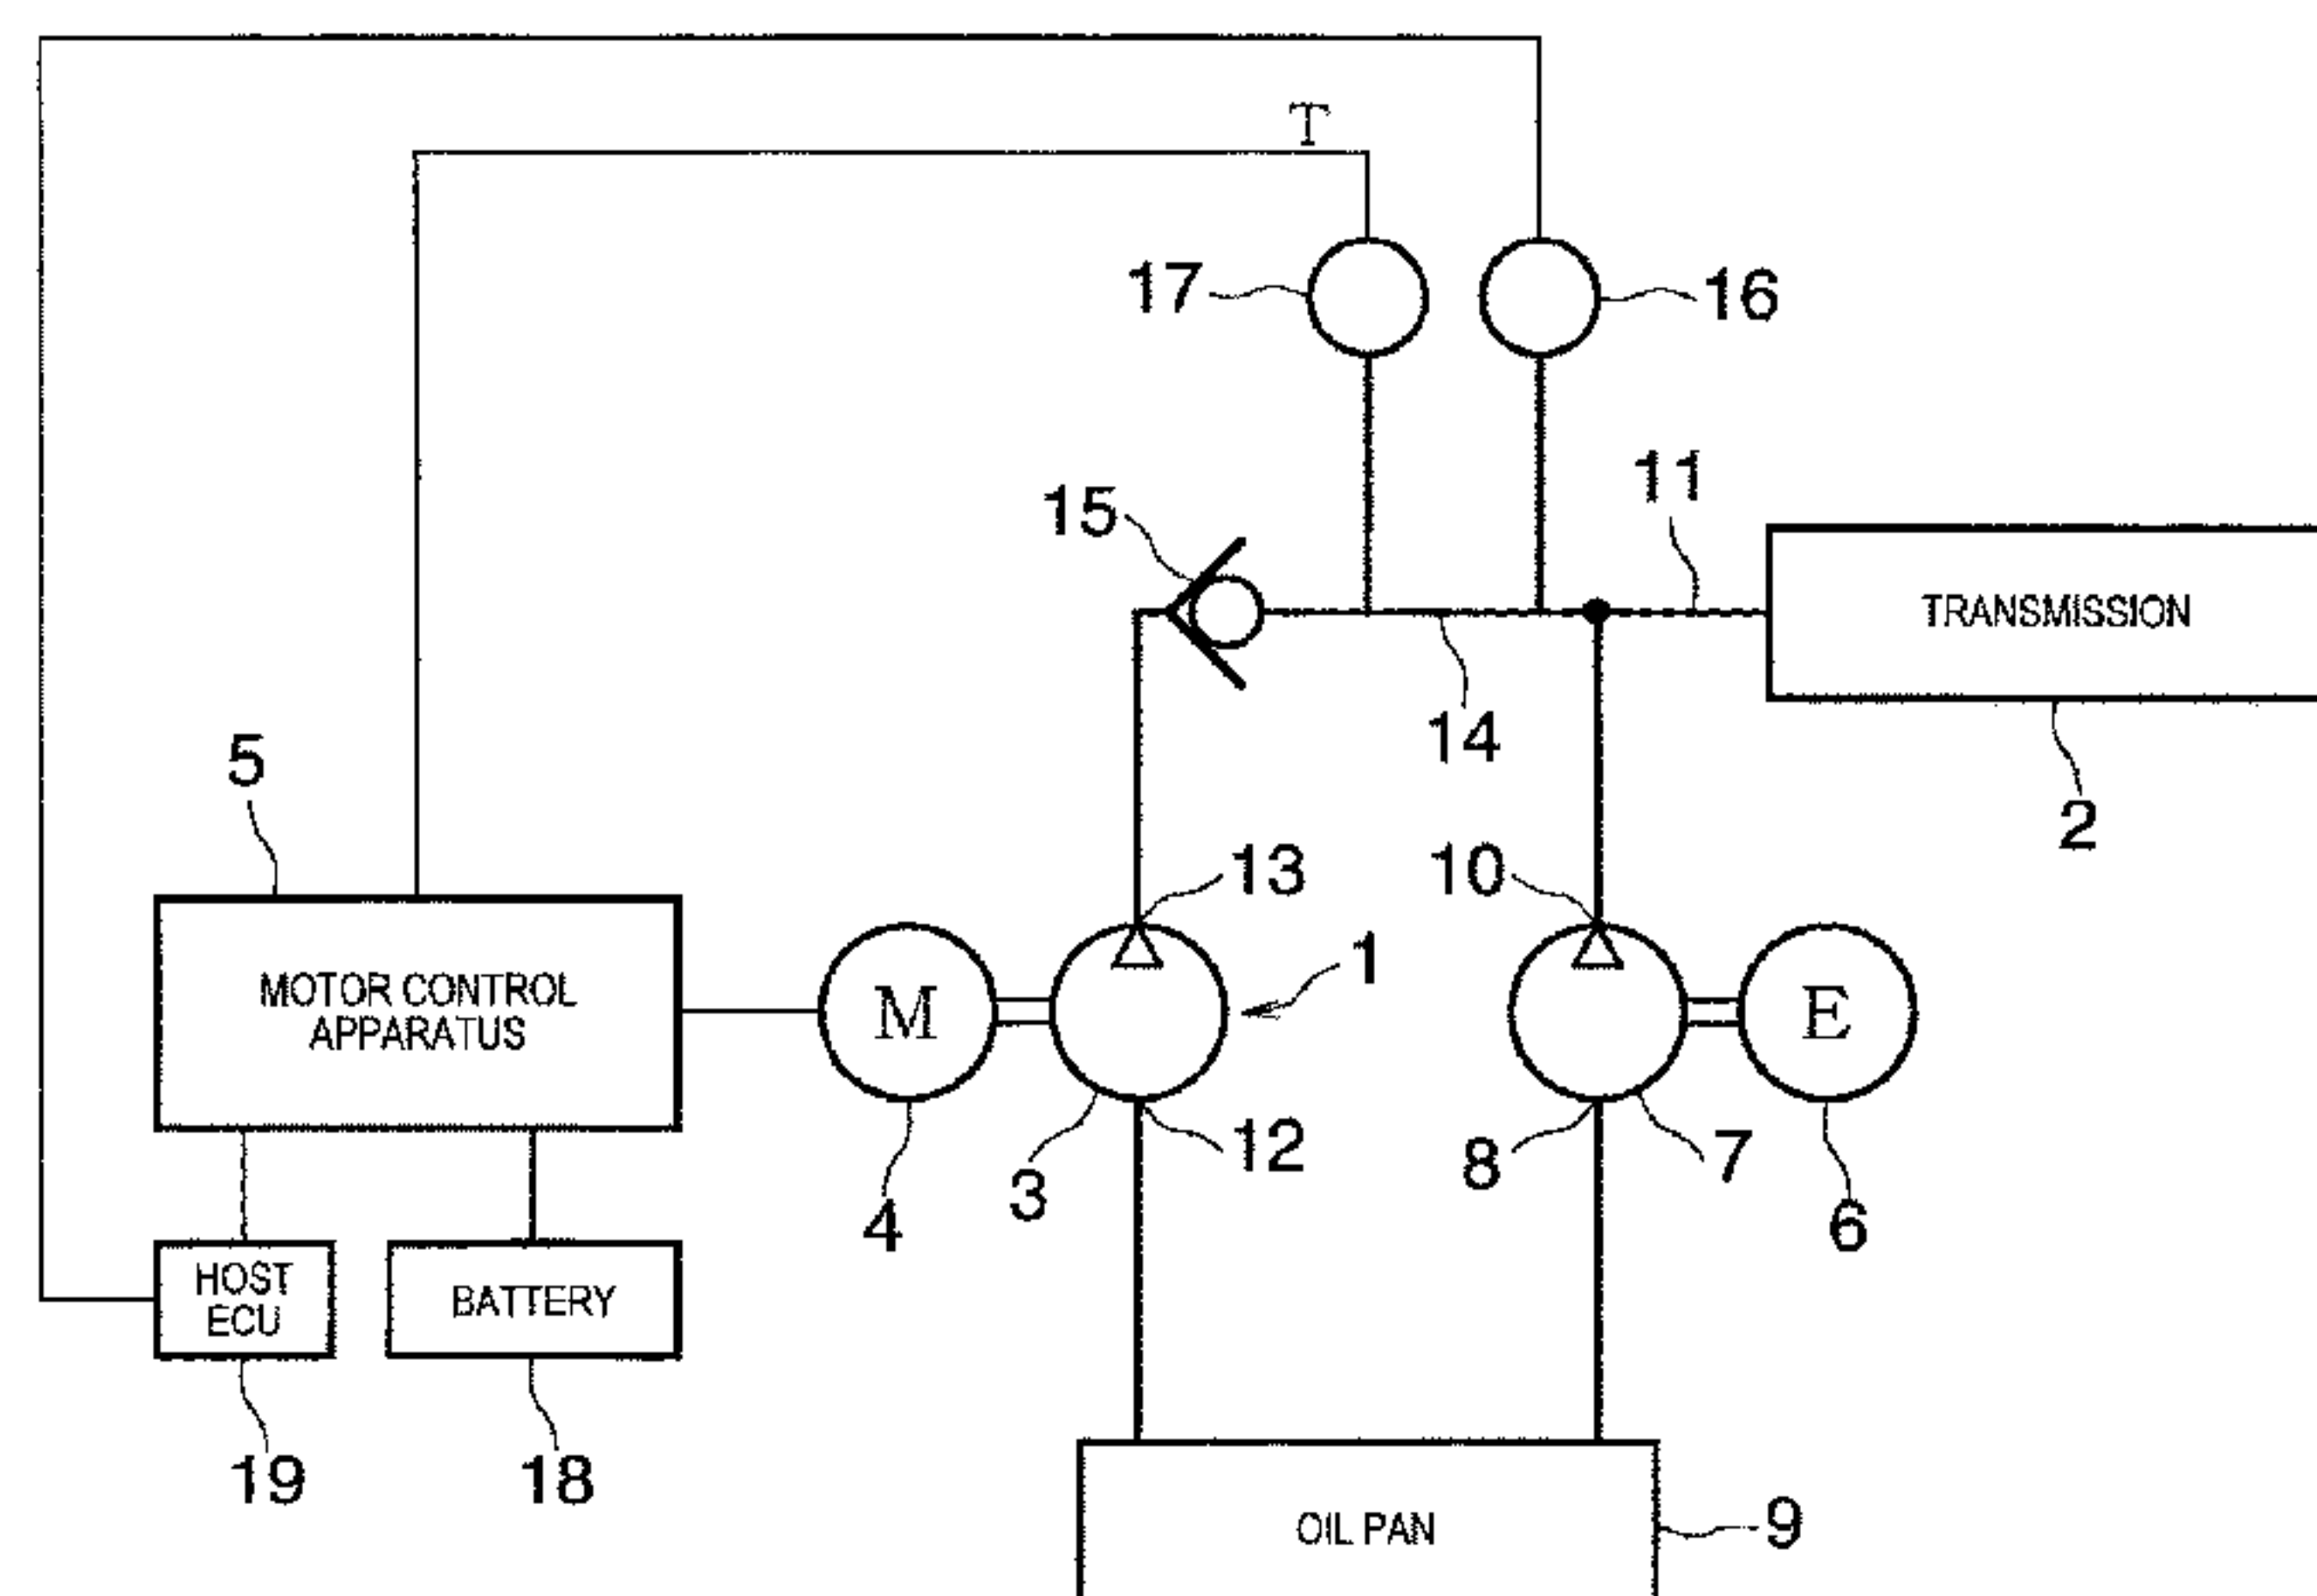 T
17
16
11
15
TRANSMISSION
14
5
2
13
10
1
MOTOR CONTROL
APPARATUS
M
E
12
3
8
7
4
6
HOST
ECU
BATTERY
19
18
OIL PAN
9